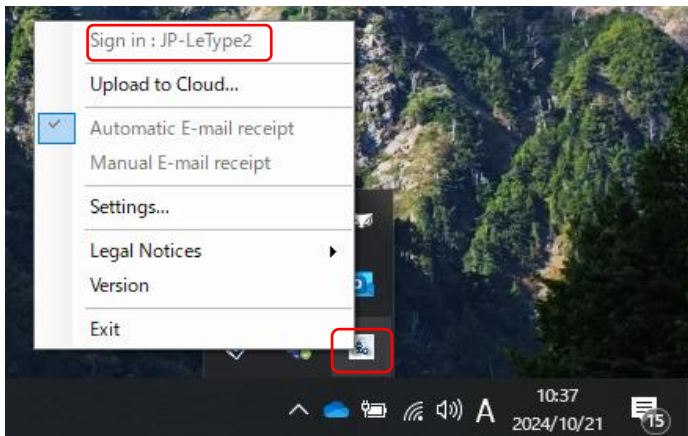 Sign in : JP-LeType2
Upload to Cloud...
Automatic E-mail receipt
Manual E-mail receipt
Settings...
Legal Notices
Version
Exit
A
10:37
2024/10/21
15